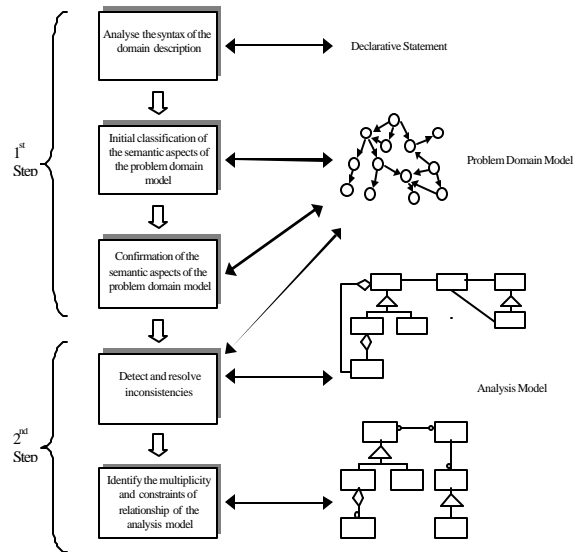 Analyse the syntax of the
domain description
Declarative Statement
1st
Step
Initial classification of
the semantic aspects of
the problem domain
model
Problem Domain Model
Confirmation of the
semantic aspects of the
problem domain model
Detect and resolve
inconsistencies
Analysis Model
2nd
Step
Identify the multiplicity
and constraints of
relationship of the
analysis model